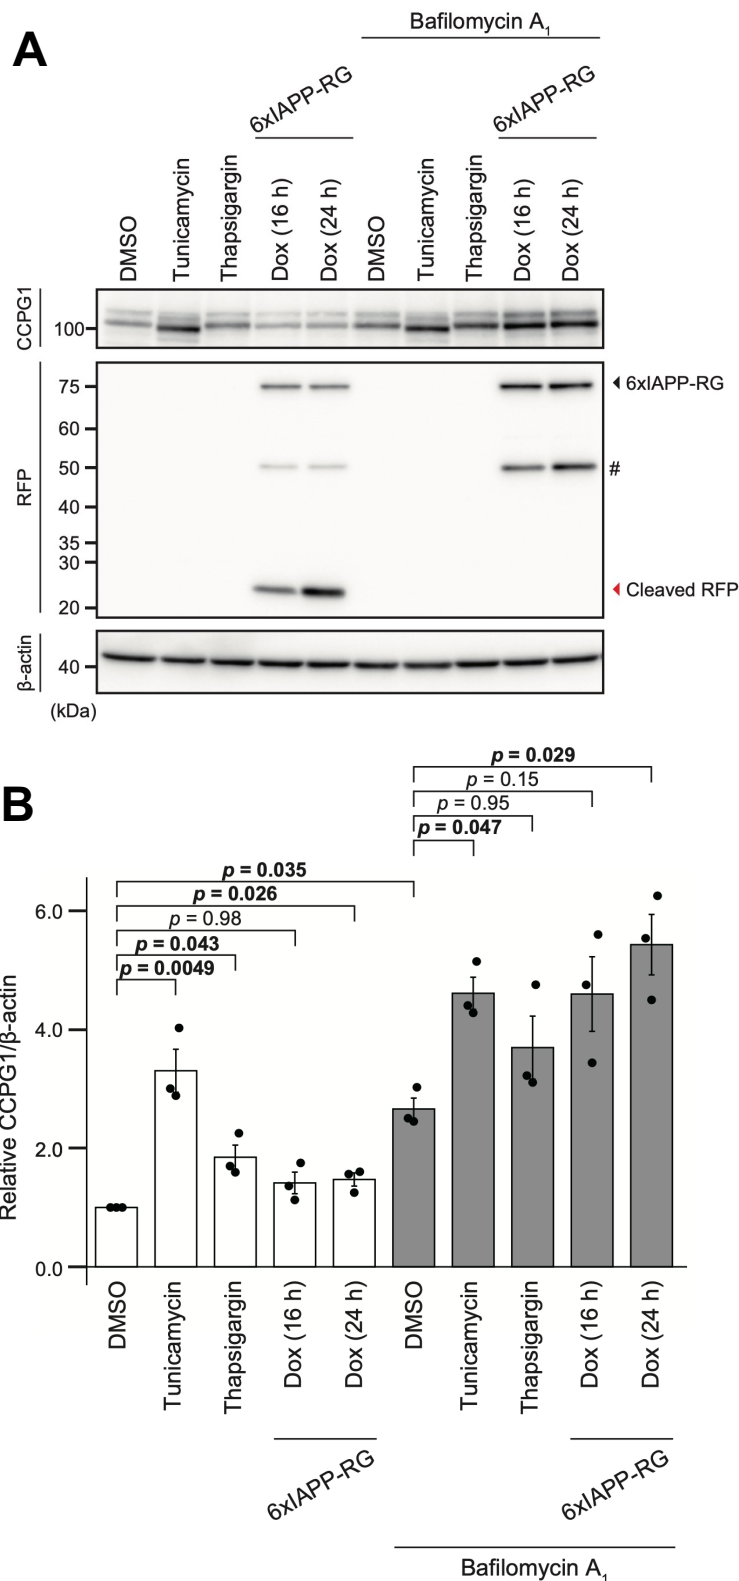 A
Bafilomycin A1
6xIAPP-RG
6xIAPP-RG
DMSO
Tunicamycin
Thapsigargin
Dox (16 h)
Dox (24 h)
DMSO
Tunicamycin
Thapsigargin
Dox (16 h)
Dox (24 h)
CCPG1
100
RFP
75
6xIAPP-RG
60
50
#
40
35
30
Cleaved RFP
20
β-actin
40
(kDa)
B
p = 0.029
p = 0.15
p = 0.95
p = 0.047
p = 0.035
p = 0.026
p = 0.98
p = 0.043
p = 0.0049
Relative CCPG1/β-actin
6.0
4.0
2.0
0.0
DMSO
Tunicamycin
Thapsigargin
Dox (16 h)
Dox (24 h)
DMSO
Tunicamycin
Thapsigargin
Dox (16 h)
Dox (24 h)
6xIAPP-RG
6xIAPP-RG
Bafilomycin A1